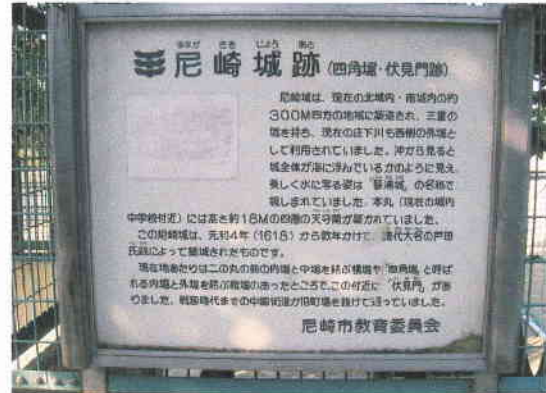 尼崎城跡(四角堀・伏見門跡)
尼崎城は、現在の北城内・南城内の約
300M四方の地域に築造され、三重の
堀を持ち、現在の庄下川も西側の外堀と
して利用されていました。沖から見ると
城全体が海に浮んでいるかのように見え、
美しく水に写る姿は「琴浦城」の名称で
親しまれていました。本丸(現在の城内
中学校付近)には高さ約18Mの四層の天守閣が築かれていました。
この尼崎城は、元和4年(1618)から数年かけて、譜代大名の戸田
氏鉄によって築城されたものです。
現在地あたりは二の丸の前の内堀と中堀を結ぶ横堀や「四角堀」と呼ば
れる内堀と外堀を結ぶ堀のあったところで、この付近に「伏見門」があ
りました。戦後時代までの中国街道が旧町場を抜けて通っていました。
尼崎市教育委員会